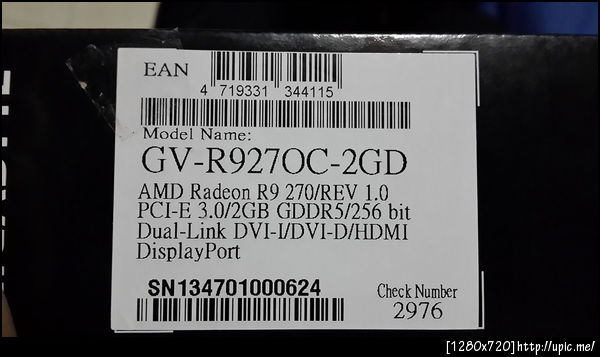 EAN
4 719331 344115
Model Name:
GV-R927OC-2GD
AMD Radeon R9 270/REV 1.0
PCI-E 3.0/2GB GDDR5/256 bit
Dual-Link DVI-I/DVI-D/HDMI
DisplayPort
SN134701000624
Check Number
2976
[1280x720]http://upic.me/